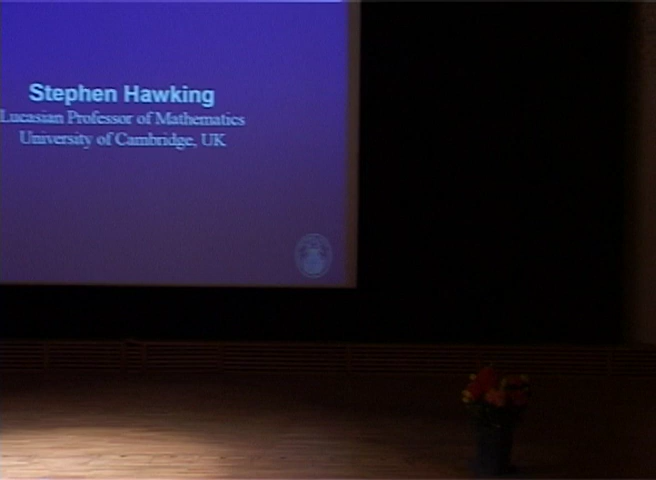 Stephen Hawking
Lucasian Professor of Mathematics
University of Cambridge, UK